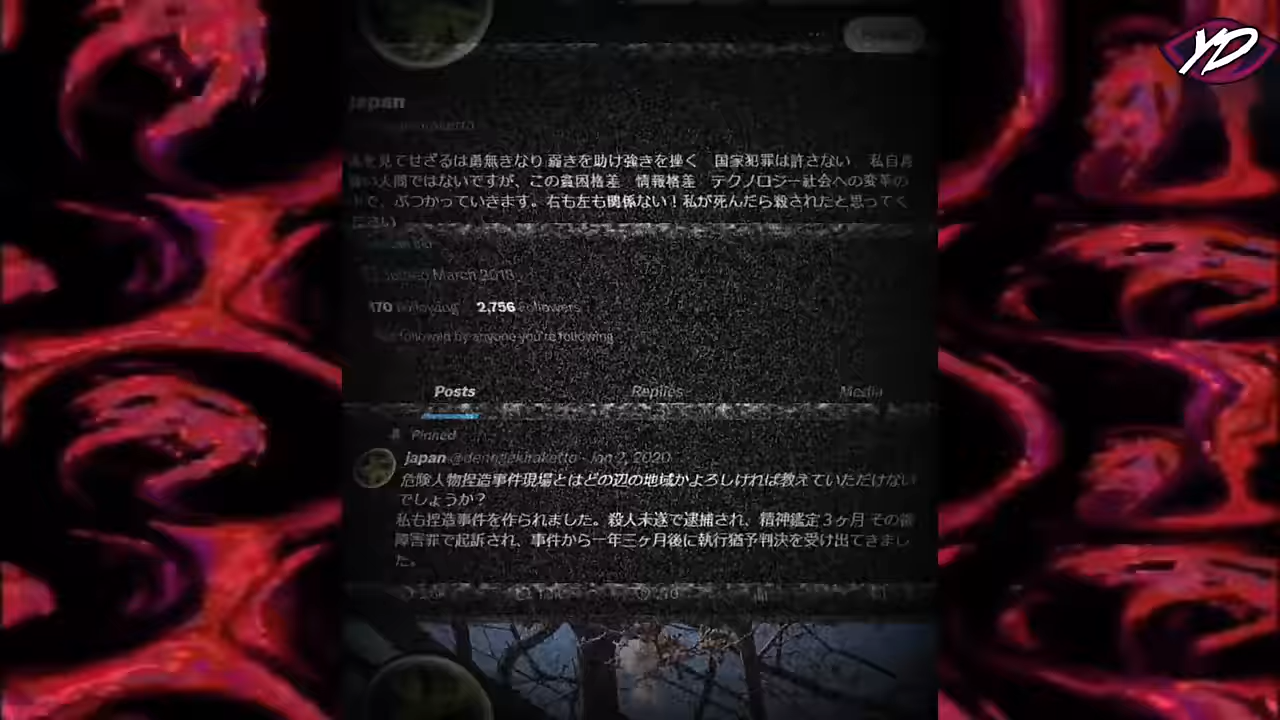 YD
japan
を見てせざるは勇無きなり 弱きを助け強きを挫く 国家犯罪は許さない 私自身
い人間ではないですが、この貧困格差 情報格差 テクノロジー社会への変革の
で、ぶつかっていきます。右も左も関係ない！私が死んだら殺されたと思ってく
ださい
Joined March 2018
170 Following 2,756 Followers
Not followed by anyone you're following
Posts Replies Media
Pinned
japan · Jan 2, 2020
危険人物捏造事件現場とはどの辺の地域かよろしければ教えていただけない
でしょうか？
私も捏造事件を作られました。殺人未遂で逮捕され、精神鑑定３ヶ月 その後
障害罪で起訴され、事件から一年三ヶ月後に執行猶予判決を受け出てきまし
た。